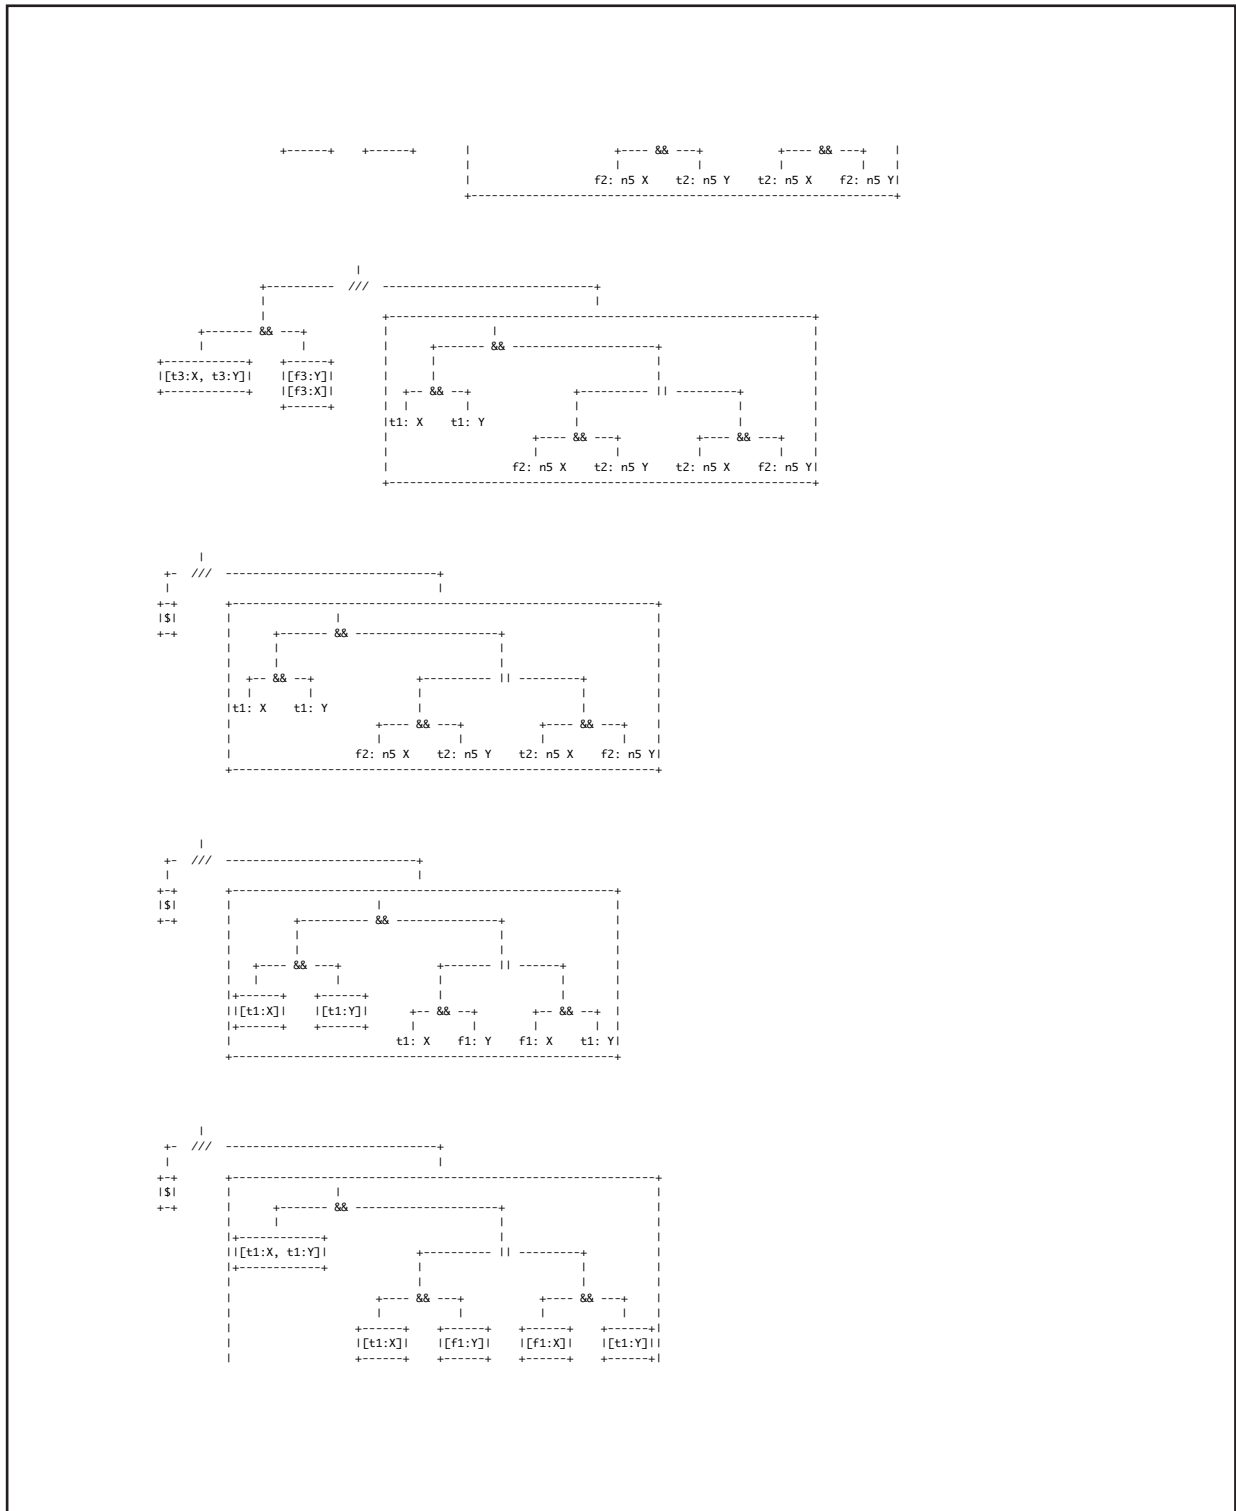 +------+    +------+       |                     +---- && ---+           +---- && ---+    |
                           |                     |           |           |           |    |
                           |                  f2: n5 X    t2: n5 Y    t2: n5 X    f2: n5 Y|
                           +--------------------------------------------------------------+
                             |
               +----------  ///  -------------------------------+
               |                                                |
               |                 +--------------------------------------------------------------+
      +------- && ---+           |               |                                              |
      |              |           |      +------- && ---------------------+                      |
+------------+    +------+       |      |                                |                      |
|[t3:X, t3:Y]|    |[f3:Y]|       |      |                                |                      |
+------------+    |[f3:X]|       |  +-- && --+               +---------- || ---------+          |
                  +------+       |  |        |               |                       |          |
                                 |t1: X    t1: Y             |                       |          |
                                 |                     +---- && ---+           +---- && ---+    |
                                 |                     |           |           |           |    |
                                 |                  f2: n5 X    t2: n5 Y    t2: n5 X    f2: n5 Y|
                                 +--------------------------------------------------------------+
      |
 +-  ///  -------------------------------+
 |                                       |
+-+       +--------------------------------------------------------------+
|$|       |               |                                              |
+-+       |      +------- && ---------------------+                      |
          |      |                                |                      |
          |      |                                |                      |
          |  +-- && --+               +---------- || ---------+          |
          |  |        |               |                       |          |
          |t1: X    t1: Y             |                       |          |
          |                     +---- && ---+           +---- && ---+    |
          |                     |           |           |           |    |
          |                  f2: n5 X    t2: n5 Y    t2: n5 X    f2: n5 Y|
          +--------------------------------------------------------------+
      |
 +-  ///  ----------------------------+
 |                                    |
+-+       +--------------------------------------------------------+
|$|       |                     |                                  |
+-+       |         +---------- && ---------------+                |
          |         |                             |                |
          |         |                             |                |
          |   +---- && ---+              +------- || ------+       |
          |   |           |              |                 |       |
          |+------+    +------+          |                 |       |
          ||[t1:X]|    |[t1:Y]|      +-- && --+        +-- && --+  |
          |+------+    +------+      |        |        |        |  |
          |                        t1: X    f1: Y    f1: X    t1: Y|
          +--------------------------------------------------------+
      |
 +-  ///  -------------------------------+
 |                                       |
+-+       +--------------------------------------------------------------+
|$|       |               |                                              |
+-+       |      +------- && ---------------------+                      |
          |      |                                |                      |
          |+------------+                         |                      |
          ||[t1:X, t1:Y]|             +---------- || ---------+          |
          |+------------+             |                       |          |
          |                           |                       |          |
          |                     +---- && ---+           +---- && ---+    |
          |                     |           |           |           |    |
          |                  +------+    +------+    +------+    +------+|
          |                  |[t1:X]|    |[f1:Y]|    |[f1:X]|    |[t1:Y]||
          |                  +------+    +------+    +------+    +------+|